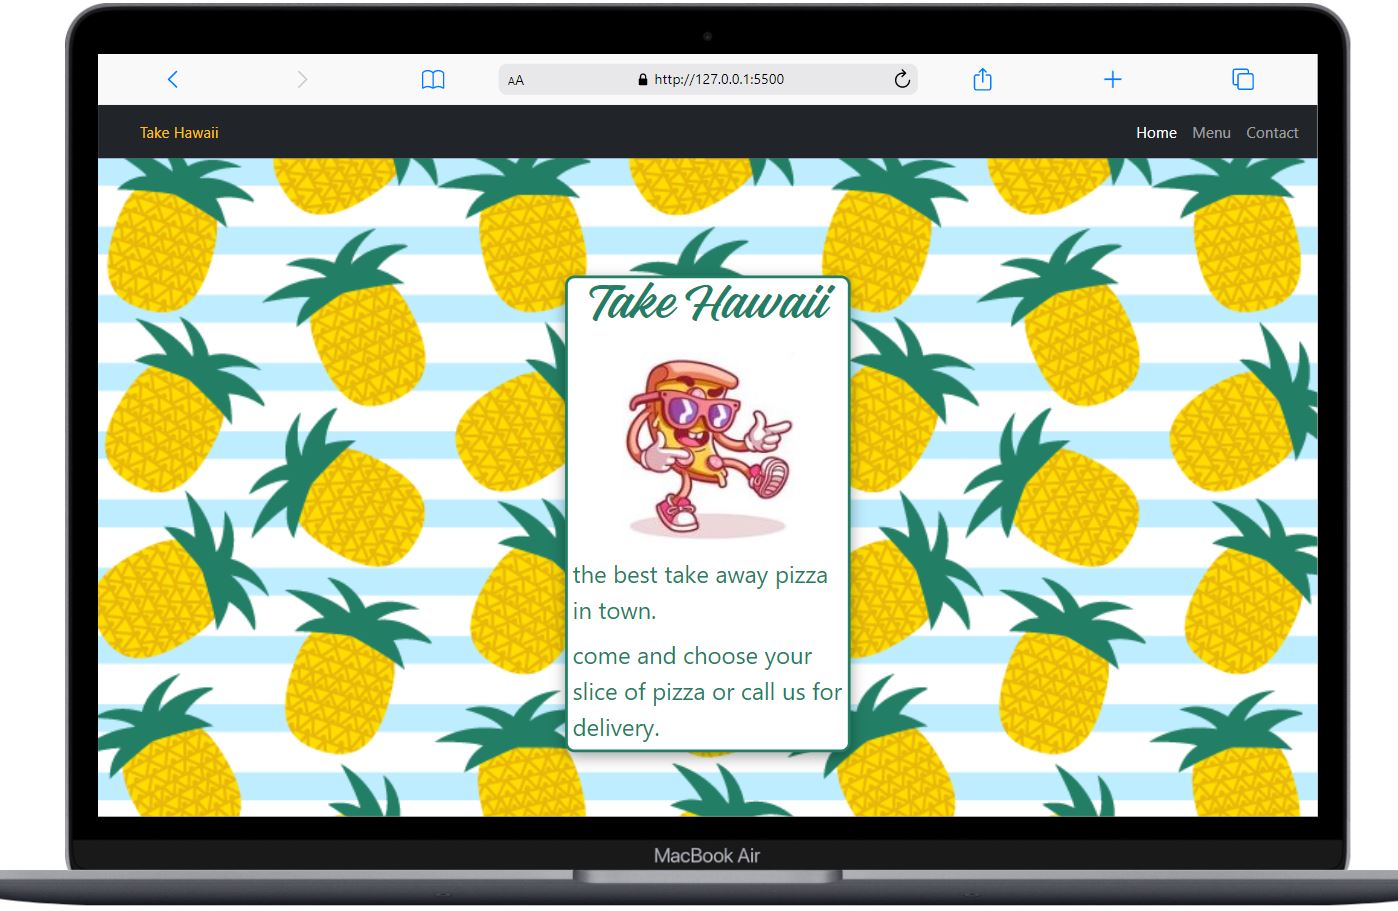 AA http://127.0.0.1:5500
Take Hawaii Home Menu Contact
Take Hawaii
the best take away pizza
in town.
come and choose your
slice of pizza or call us for
delivery.
MacBook Air